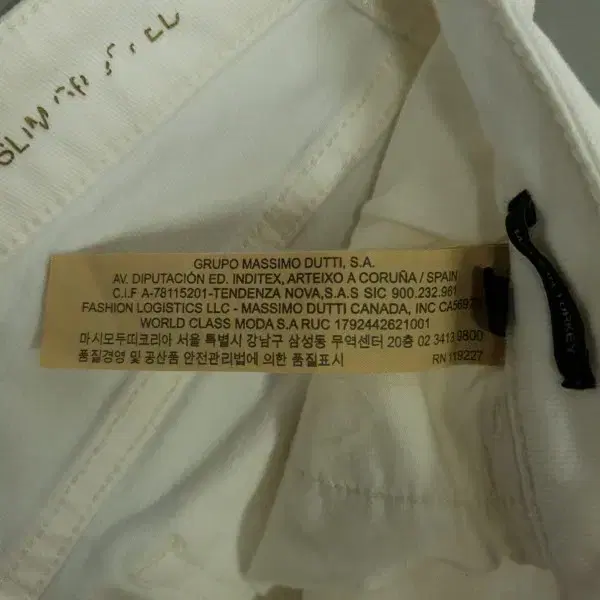 SLIM
GRUPO MASSIMO DUTTI, S.A.
AV. DIPUTACIÓN ED. INDITEX, ARTEIXO A CORUÑA / SPAIN
C.I.F A-78115201-TENDENZA NOVA,S.A.S SIC 900.232.961
FASHION LOGISTICS LLC - MASSIMO DUTTI CANADA, INC
WORLD CLASS MODA S.A RUC 1792442621001
마시모두띠코리아 서울 특별시 강남구 삼성동 무역센터 20층 02 3413 9800
품질경영 및 공산품 안전관리법에 의한 품질표시 RN 119227
TURKEY